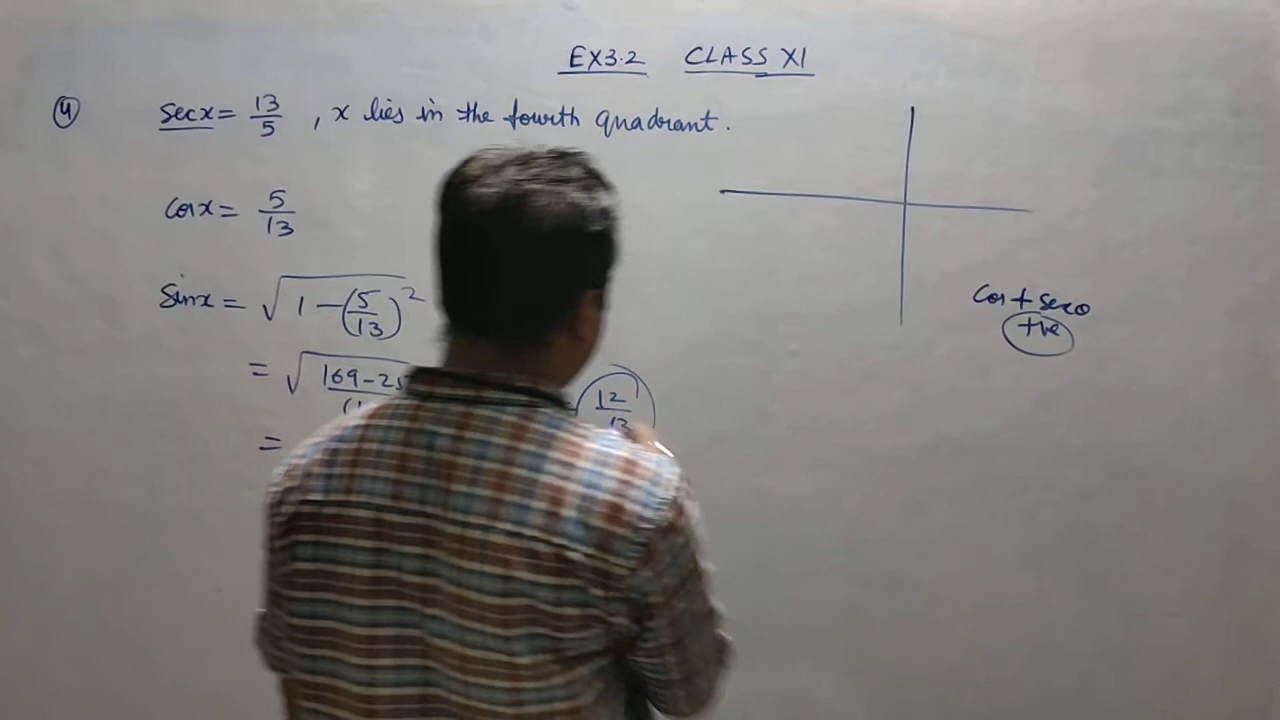 EX3.2 CLASS XI
4 secx = 13/5 , x lies in the fourth quadrant.
Cosx = 5/13
Sinx = √1 - (5/13)²
= √169 - 25
= 12/13
Cos + secθ
+ve